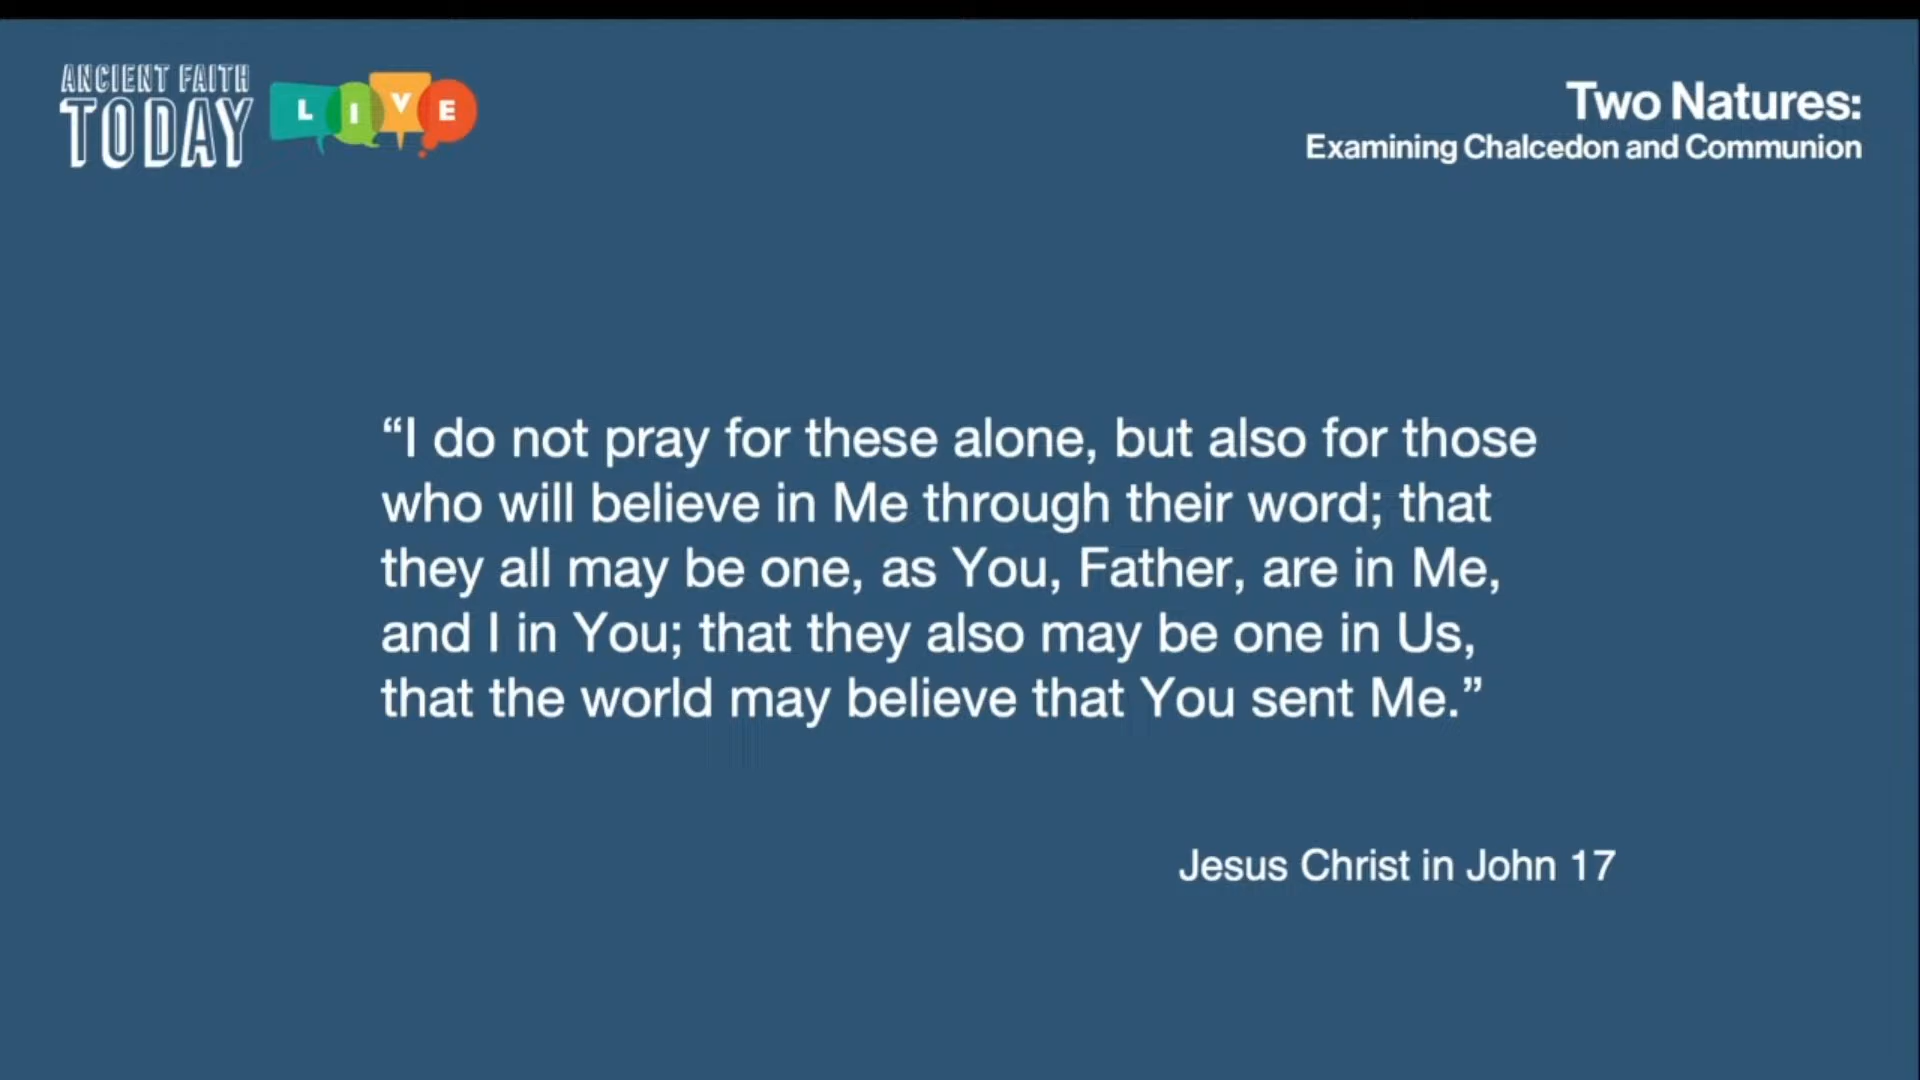 ANCIENT FAITH
TODAY
LIVE
Two Natures:
Examining Chalcedon and Communion
“I do not pray for these alone, but also for those
who will believe in Me through their word; that
they all may be one, as You, Father, are in Me,
and I in You; that they also may be one in Us,
that the world may believe that You sent Me.”
Jesus Christ in John 17